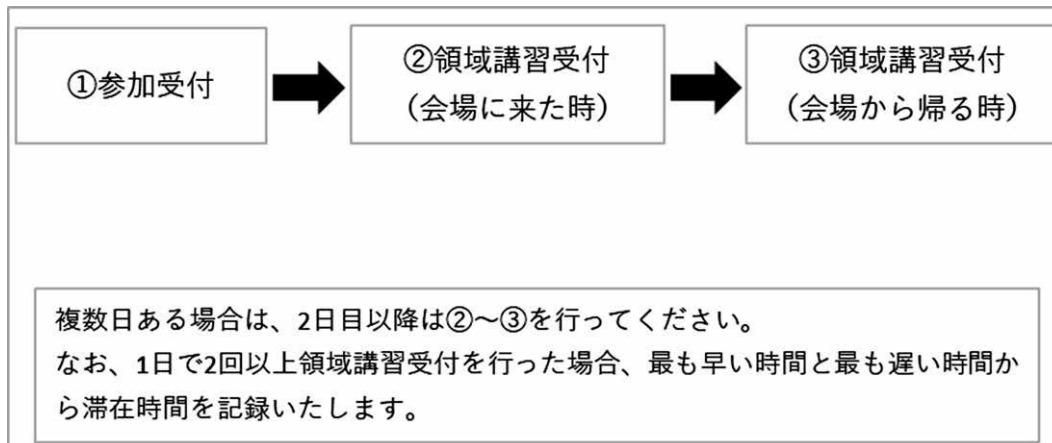 ①参加受付
②領域講習受付
（会場に来た時）
③領域講習受付
（会場から帰る時）
複数日ある場合は、2日目以降は②～③を行ってください。
なお、1日で2回以上領域講習受付を行った場合、最も早い時間と最も遅い時間か
ら滞在時間を記録いたします。